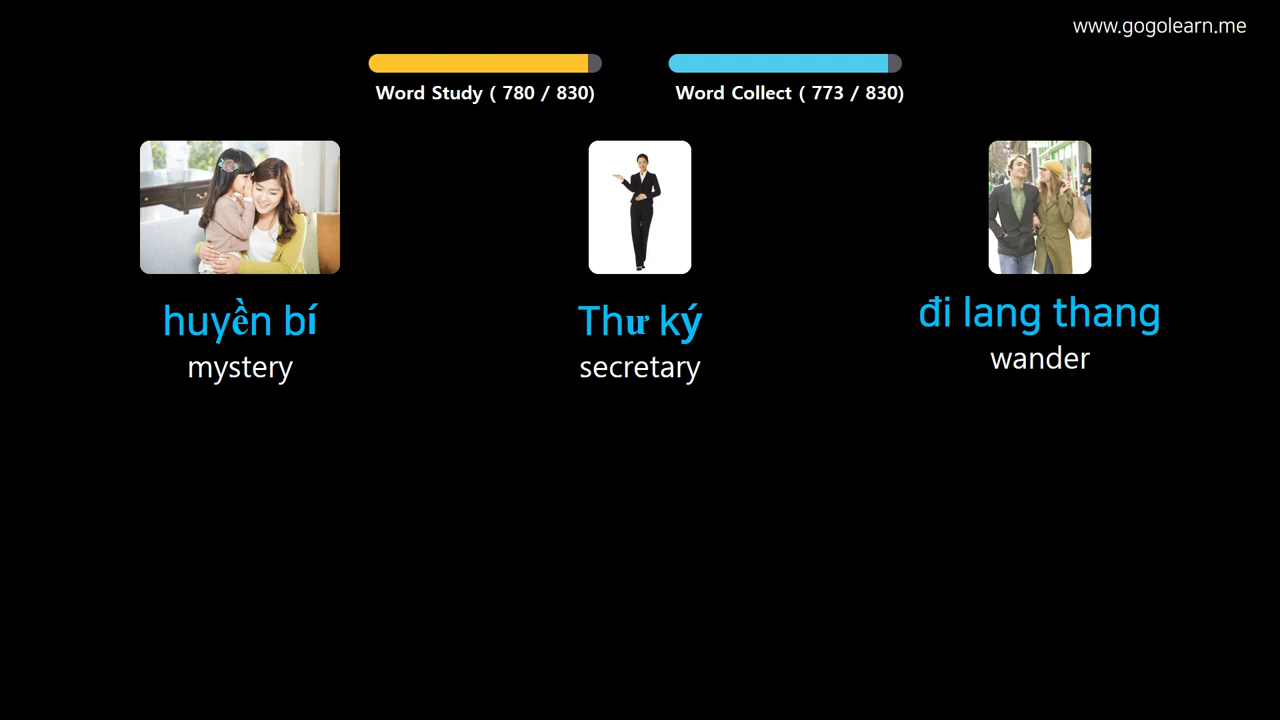 www.gogolearn.me
Word Study ( 780 / 830)
Word Collect ( 773 / 830)
huyền bí
mystery
Thư ký
secretary
đi lang thang
wander